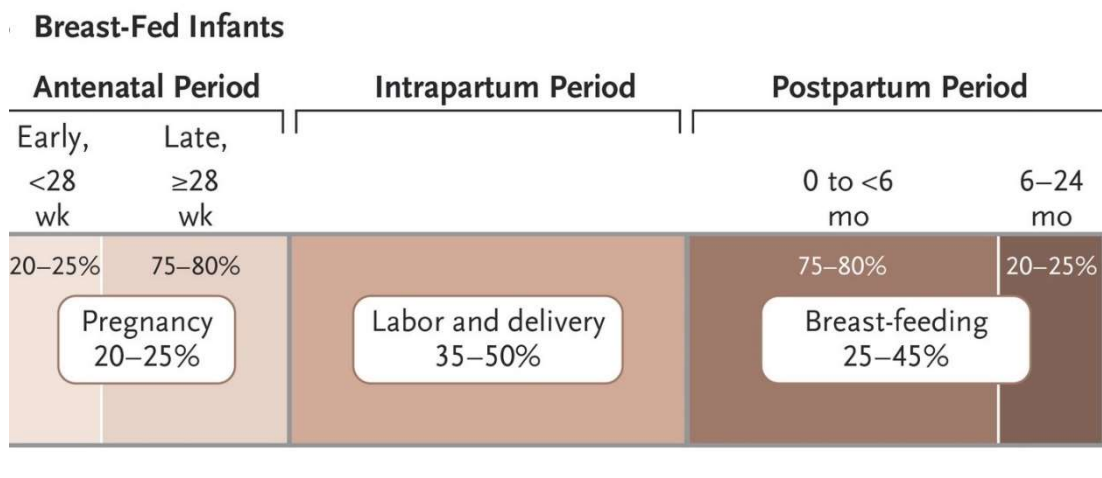 Breast-Fed Infants
Antenatal Period
Intrapartum Period
Postpartum Period
Early,
<28
wk
Late,
≥28
wk
0 to <6
mo
6–24
mo
20–25%
75–80%
75–80%
20–25%
Pregnancy
20–25%
Labor and delivery
35–50%
Breast-feeding
25–45%